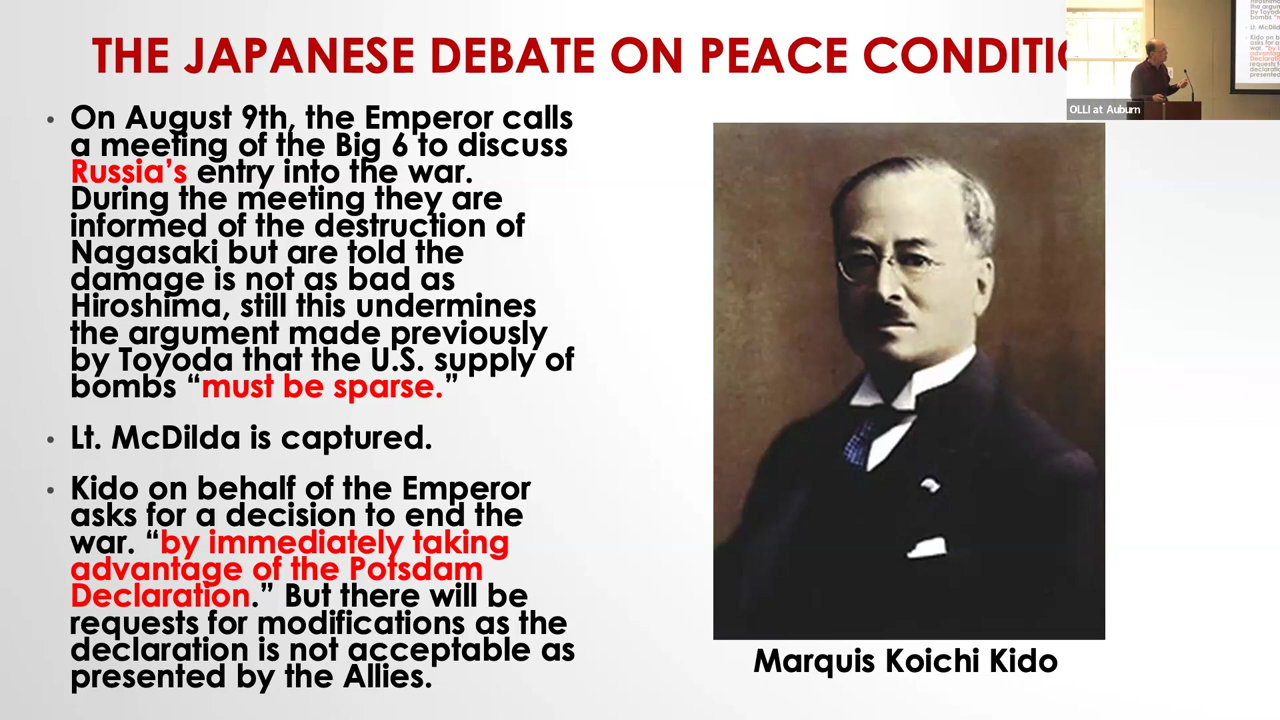 THE JAPANESE DEBATE ON PEACE CONDITIO
• On August 9th, the Emperor calls
a meeting of the Big 6 to discuss
Russia's entry into the war.
During the meeting they are
informed of the destruction of
Nagasaki but are told the
damage is not as bad as
Hiroshima, still this undermines
the argument made previously
by Toyoda that the U.S. supply of
bombs “must be sparse.”
• Lt. McDilda is captured.
• Kido on behalf of the Emperor
asks for a decision to end the
war. “by immediately taking
advantage of the Potsdam
Declaration.” But there will be
requests for modifications as the
declaration is not acceptable as
presented by the Allies.
Marquis Koichi Kido
OLLI at Auburn